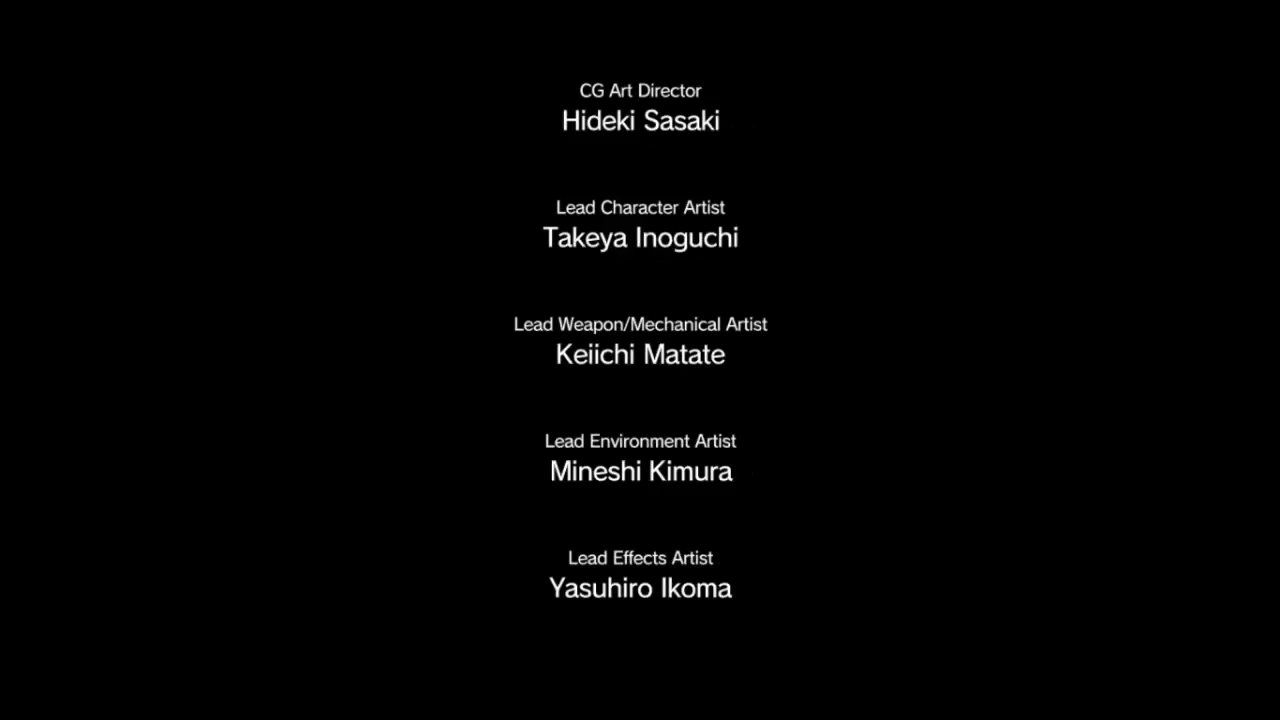 CG Art Director
Hideki Sasaki
Lead Character Artist
Takeya Inoguchi
Lead Weapon/Mechanical Artist
Keiichi Matate
Lead Environment Artist
Mineshi Kimura
Lead Effects Artist
Yasuhiro Ikoma